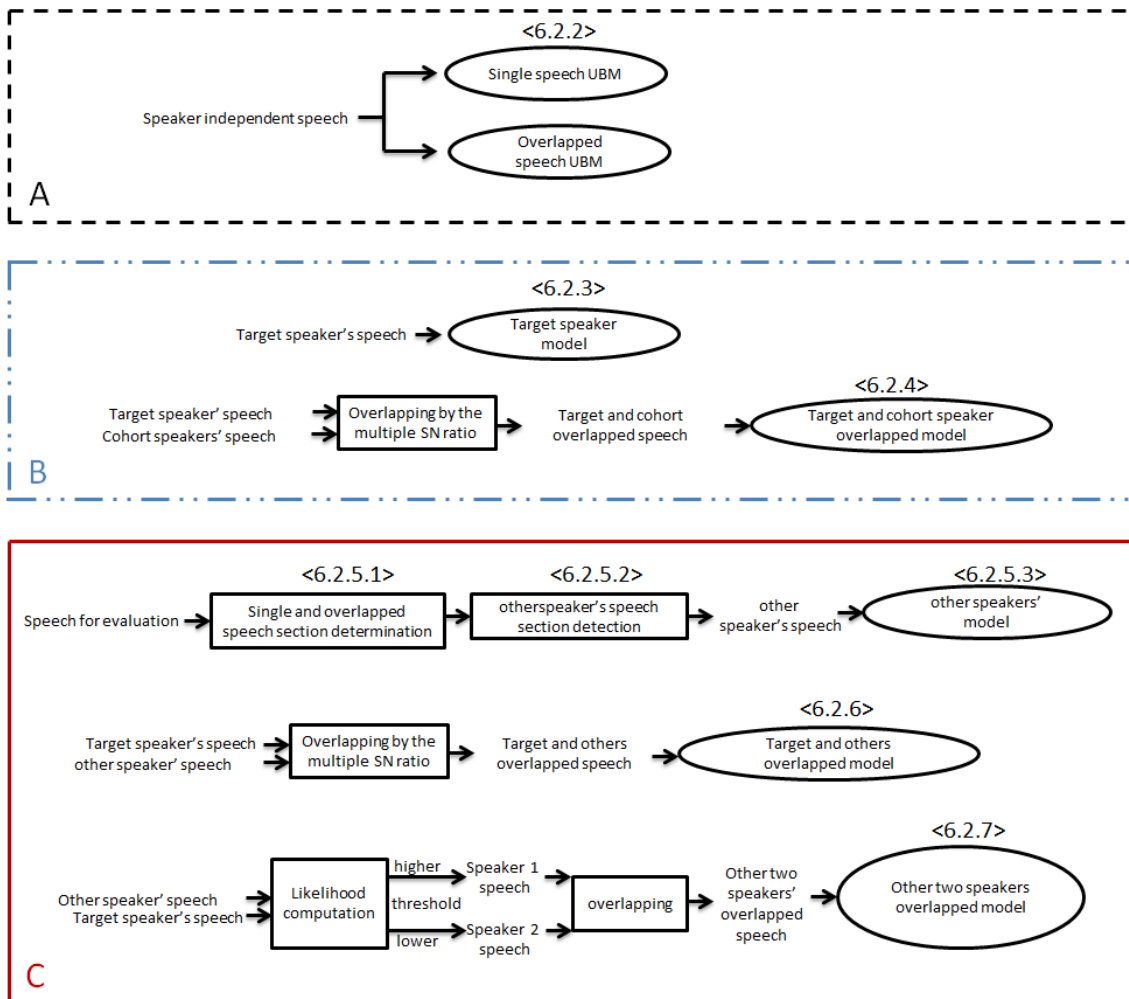 <6.2.2>
Single speech UBM
Speaker independent speech
Overlapped
speech UBM
A
<6.2.3>
Target speaker's speech
Target speaker
model
<6.2.4>
Target speaker' speech
Cohort speakers' speech
Overlapping by the
multiple SN ratio
Target and cohort
overlapped speech
Target and cohort speaker
overlapped model
B
<6.2.5.1>
<6.2.5.2>
<6.2.5.3>
Speech for evaluation
Single and overlapped
speech section determination
otherspeaker's speech
section detection
other
speaker's speech
other speakers'
model
<6.2.6>
Target speaker's speech
other speaker' speech
Overlapping by the
multiple SN ratio
Target and others
overlapped speech
Target and others
overlapped model
<6.2.7>
Other speaker' speech
Target speaker's speech
Likelihood
computation
higher
threshold
lower
Speaker 1
speech
Speaker 2
speech
overlapping
Other two
speakers'
overlapped
speech
Other two speakers
overlapped model
C